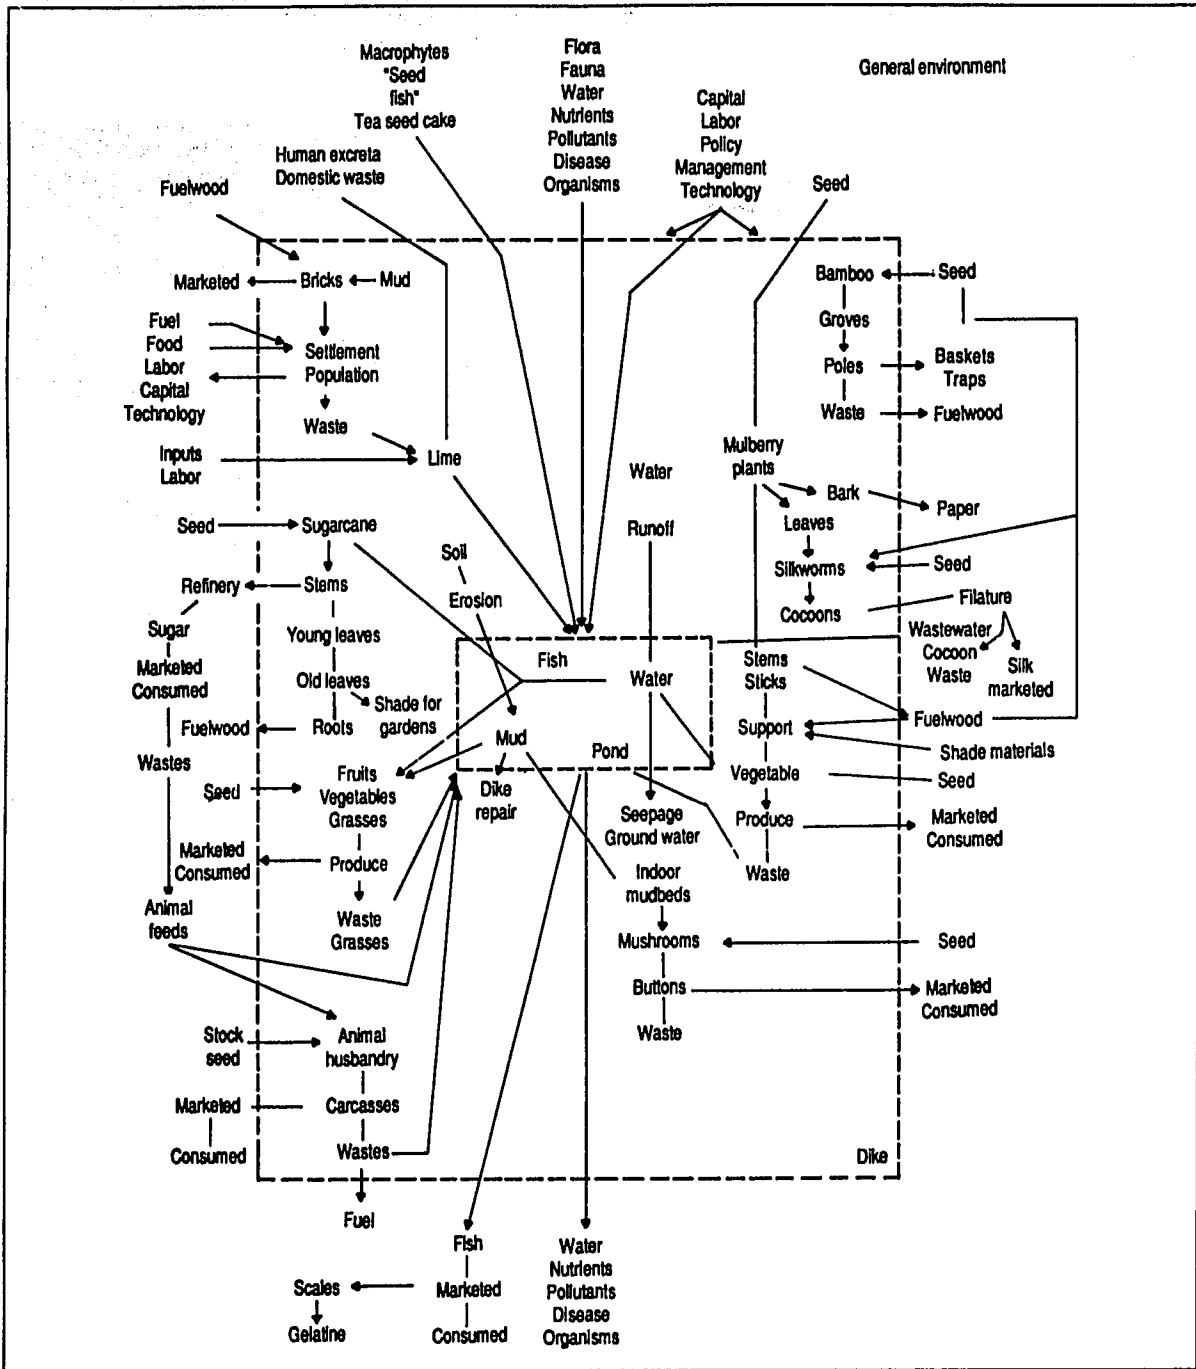 Macrophytes
"Seed
fish"
Tea seed cake
Flora
Fauna
Water
Nutrients
Pollutants
Disease
Organisms
General environment
Capital
Labor
Policy
Management
Technology
Human excreta
Domestic waste
Fuelwood
Seed
Marketed
Bricks
Mud
Bamboo
Seed
Fuel
Food
Labor
Capital
Technology
Settlement
Population
Groves
Poles
Baskets
Traps
Waste
Waste
Fuelwood
Inputs
Labor
Lime
Water
Mulberry
plants
Bark
Paper
Leaves
Seed
Sugarcane
Soil
Runoff
Silkworms
Seed
Refinery
Stems
Erosion
Cocoons
Filature
Sugar
Young leaves
Wastewater
Cocoon
Waste
Silk
marketed
Marketed
Consumed
Old leaves
Fish
Water
Stems
Sticks
Shade for
gardens
Fuelwood
Roots
Mud
Pond
Support
Fuelwood
Shade materials
Wastes
Seed
Fruits
Vegetables
Grasses
Dike
repair
Seepage
Ground water
Vegetable
Seed
Produce
Marketed
Consumed
Marketed
Consumed
Produce
Indoor
mudbeds
Waste
Animal
feeds
Waste
Grasses
Mushrooms
Seed
Buttons
Marketed
Consumed
Waste
Stock
seed
Animal
husbandry
Marketed
Carcasses
Consumed
Wastes
Dike
Fuel
Fish
Marketed
Consumed
Scales
Gelatine
Water
Nutrients
Pollutants
Disease
Organisms